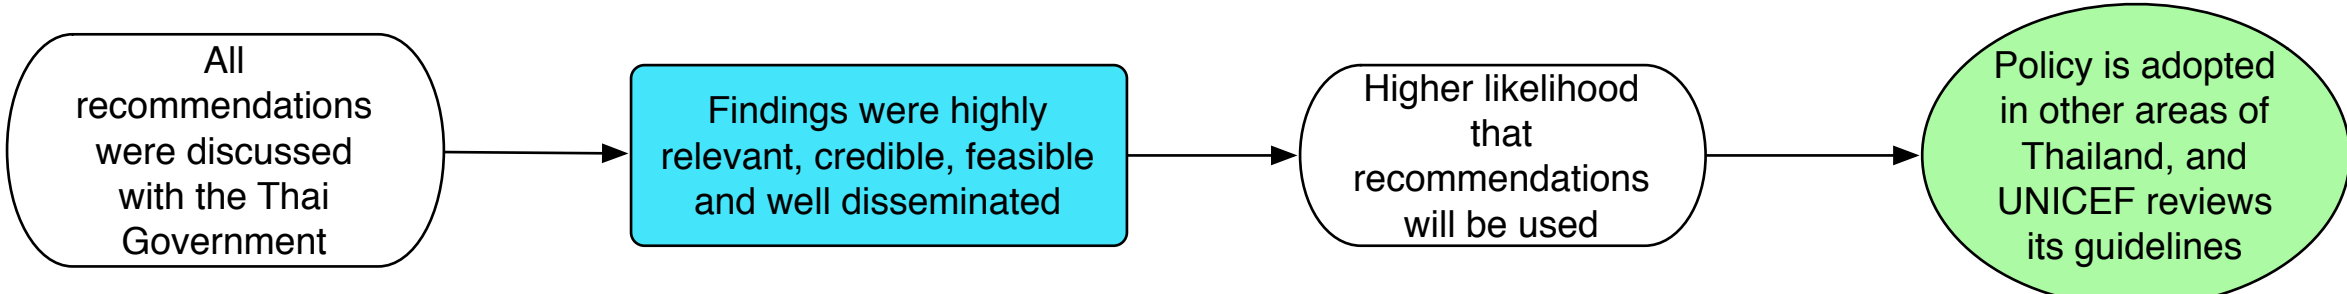 All
recommendations
were discussed
with the Thai
Government
Findings were highly
relevant, credible, feasible
and well disseminated
Higher likelihood
that
recommendations
will be used
Policy is adopted
in other areas of
Thailand, and
UNICEF reviews
its guidelines